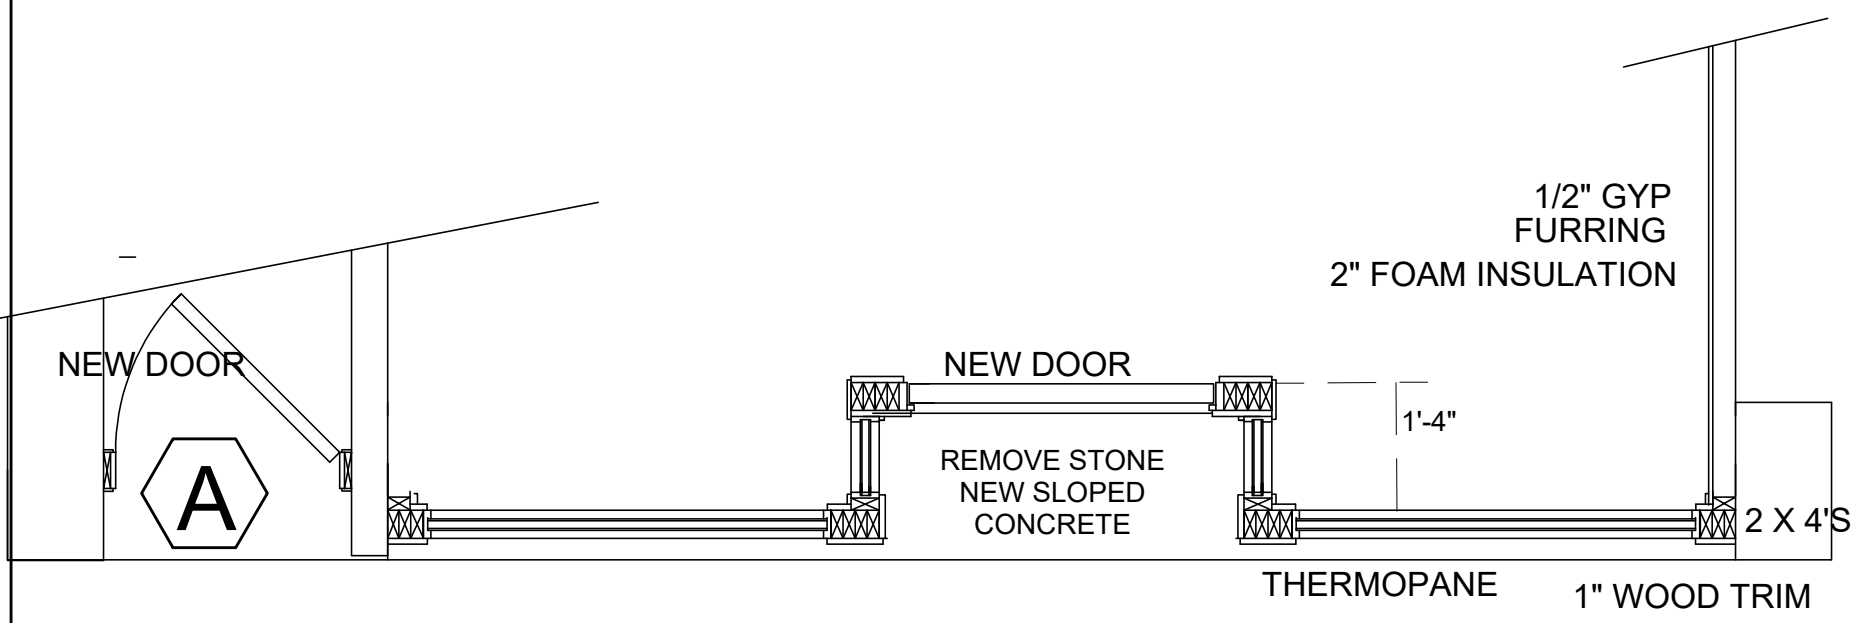 1/2" GYP
FURRING
2" FOAM INSULATION
NEW DOOR
NEW DOOR
1'-4"
REMOVE STONE
NEW SLOPED
CONCRETE
A
2 X 4'S
THERMOPANE
1" WOOD TRIM